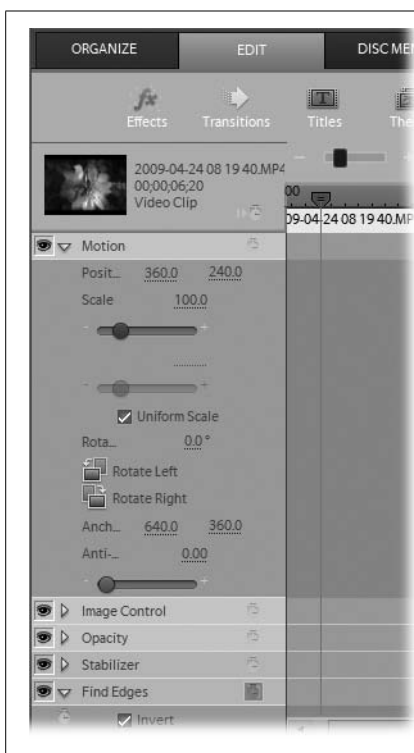 ORGANIZE EDIT DISC ME
fx
Effects Transitions Titles The
2009-04-24 08 19 40.MP4
00;00;06;20
Video Clip
00
09-04-24 08 19 40.MP
Motion
Posit... 360.0 240.0
Scale 100.0
- +
- +
Uniform Scale
Rota... 0.0 °
Rotate Left
Rotate Right
Anch... 640.0 360.0
Anti-... 0.00
- +
Image Control
Opacity
Stabilizer
Find Edges
Invert